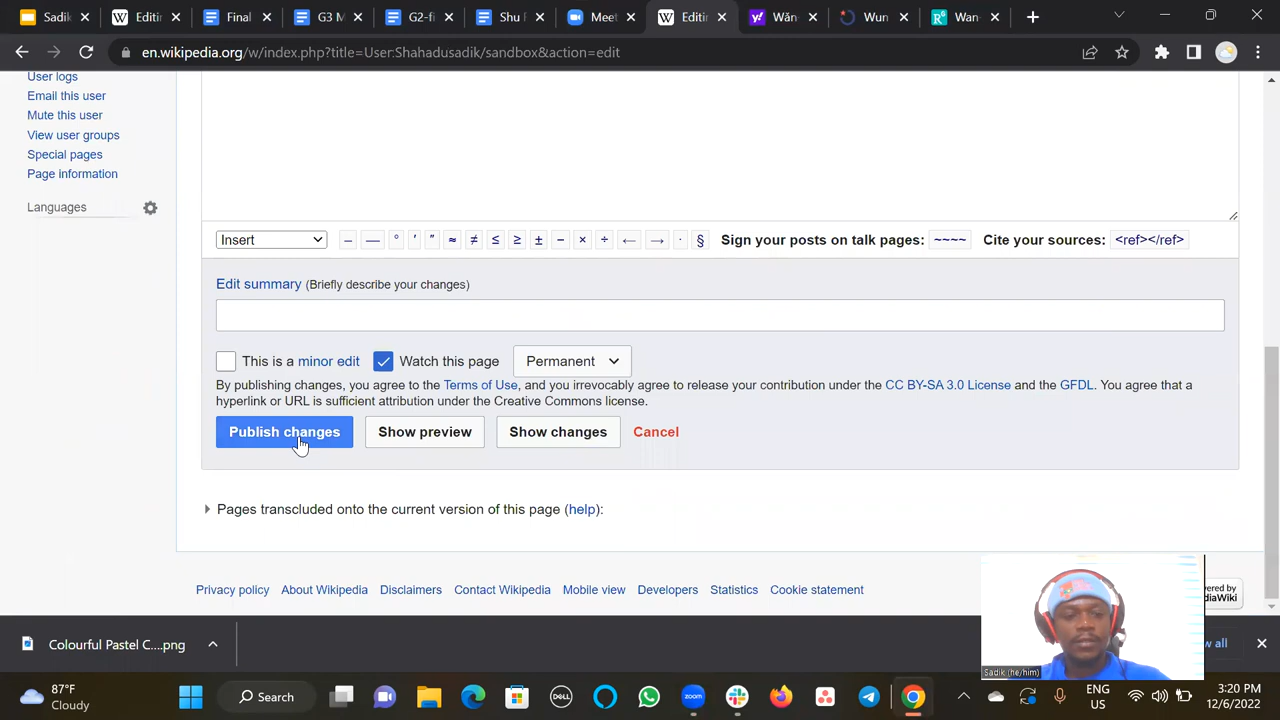 Sadik
Editin
Final
G3 M
G2-fi
Shu F
Meet
Editin
Wăn
Wun
Wan
en.wikipedia.org/w/index.php?title=User:Shahadusadik/sandbox&action=edit
User logs
Email this user
Mute this user
View user groups
Special pages
Page information
Languages
Insert
– — ° ′ ″ ≈ ≠ ≤ ≥ ± − × ÷ ← → · § Sign your posts on talk pages: ~~~~ Cite your sources: <ref></ref>
Edit summary (Briefly describe your changes)
This is a minor edit Watch this page Permanent
By publishing changes, you agree to the Terms of Use, and you irrevocably agree to release your contribution under the CC BY-SA 3.0 License and the GFDL. You agree that a
hyperlink or URL is sufficient attribution under the Creative Commons license.
Publish changes Show preview Show changes Cancel
Pages transcluded onto the current version of this page (help):
Privacy policy About Wikipedia Disclaimers Contact Wikipedia Mobile view Developers Statistics Cookie statement
ered by
diaWiki
Colourful Pastel C....png
w all
Sadik (he/him)
87°F
Cloudy
Search
DELL
zoom
ENG
US
3:20 PM
12/6/2022